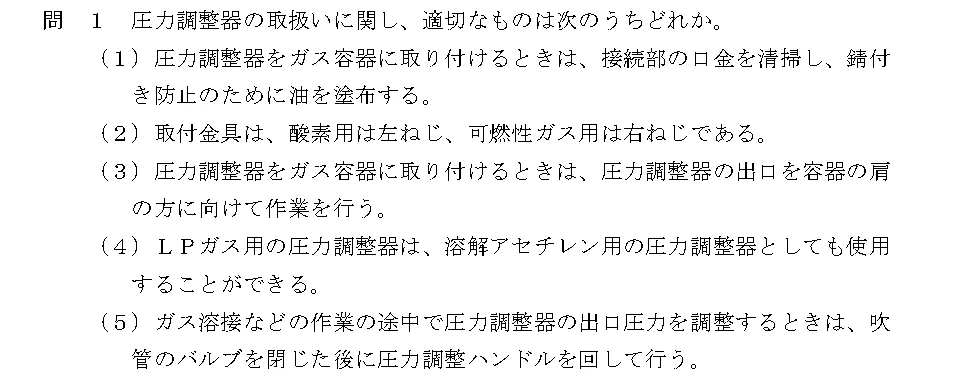 問　１　圧力調整器の取扱いに関し、適切なものは次のうちどれか。
（１）圧力調整器をガス容器に取り付けるときは、接続部の口金を清掃し、錆付
き防止のために油を塗布する。
（２）取付金具は、酸素用は左ねじ、可燃性ガス用は右ねじである。
（３）圧力調整器をガス容器に取り付けるときは、圧力調整器の出口を容器の肩
の方に向けて作業を行う。
（４）ＬＰガス用の圧力調整器は、溶解アセチレン用の圧力調整器としても使用
することができる。
（５）ガス溶接などの作業の途中で圧力調整器の出口圧力を調整するときは、吹
管のバルブを閉じた後に圧力調整ハンドルを回して行う。